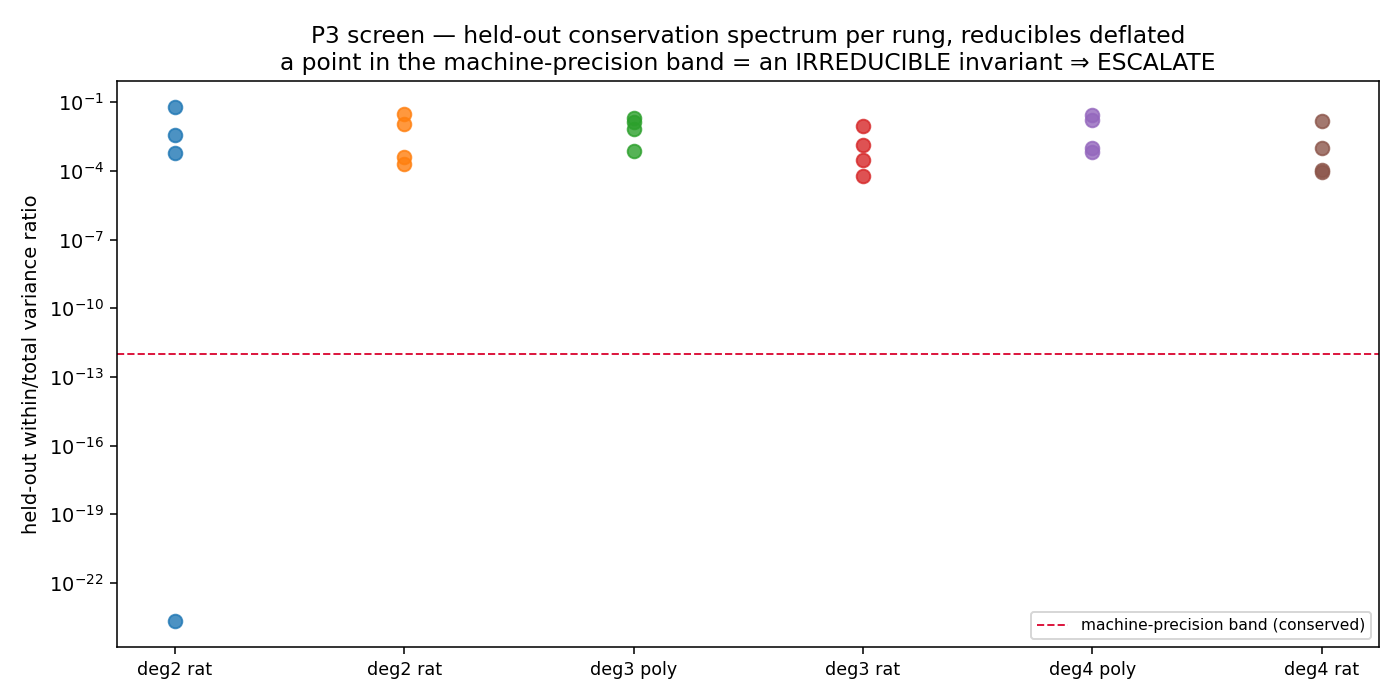 P3 screen — held-out conservation spectrum per rung, reducibles deflated
a point in the machine-precision band = an IRREDUCIBLE invariant ⇒ ESCALATE
held-out within/total variance ratio
10⁻¹
10⁻⁴
10⁻⁷
10⁻¹⁰
10⁻¹³
10⁻¹⁶
10⁻¹⁹
10⁻²²
machine-precision band (conserved)
deg2 rat
deg2 rat
deg3 poly
deg3 rat
deg4 poly
deg4 rat